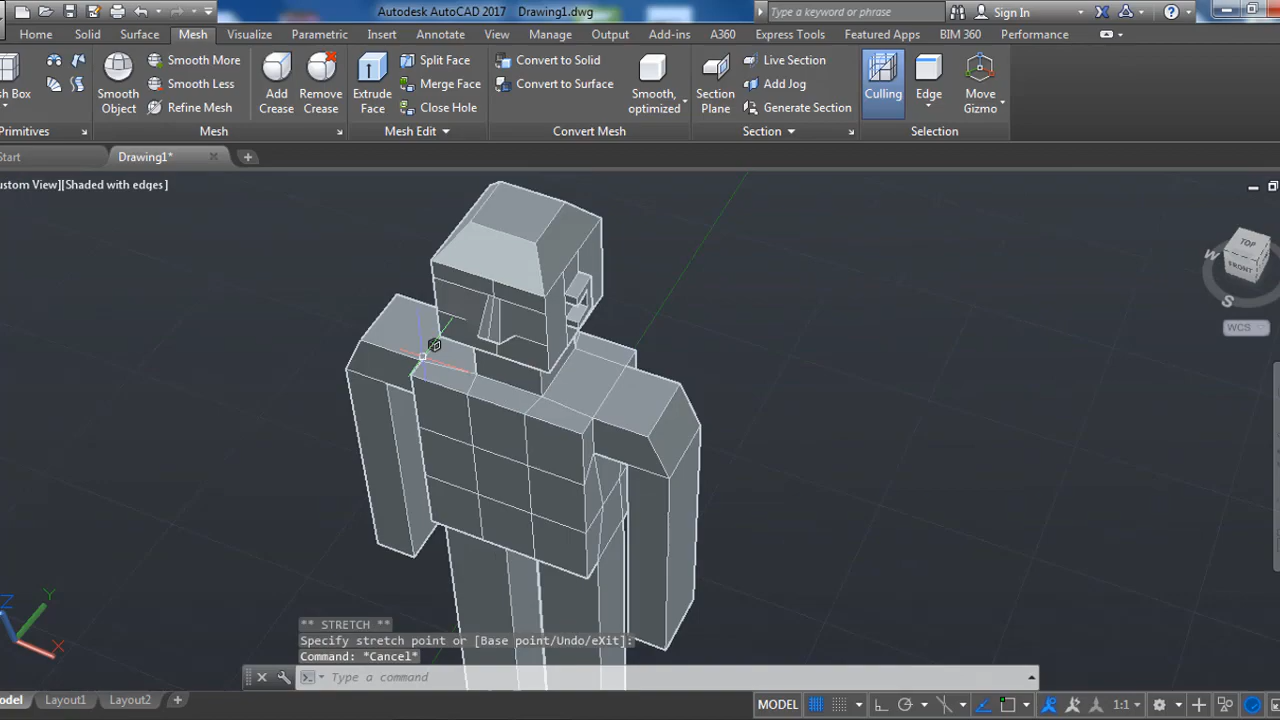 Autodesk AutoCAD 2017 Drawing1.dwg
Type a keyword or phrase
Sign In
Home Solid Surface Mesh Visualize Parametric Insert Annotate View Manage Output Add-ins A360 Express Tools Featured Apps BIM 360 Performance
sh Box
Primitives
Smooth Object
Smooth More
Smooth Less
Refine Mesh
Add Crease
Remove Crease
Mesh
Extrude Face
Split Face
Merge Face
Close Hole
Mesh Edit
Convert to Solid
Convert to Surface
Smooth, optimized
Convert Mesh
Section Plane
Live Section
Add Jog
Generate Section
Section
Culling
Edge
Move Gizmo
Selection
Start
Drawing1*
ustom View][Shaded with edges]
TOP
FRONT
W
S
WCS
Z
Y
X
** STRETCH **
Specify stretch point or [Base point/Undo/eXit]:
Command: *Cancel*
Type a command
odel Layout1 Layout2
MODEL
1:1